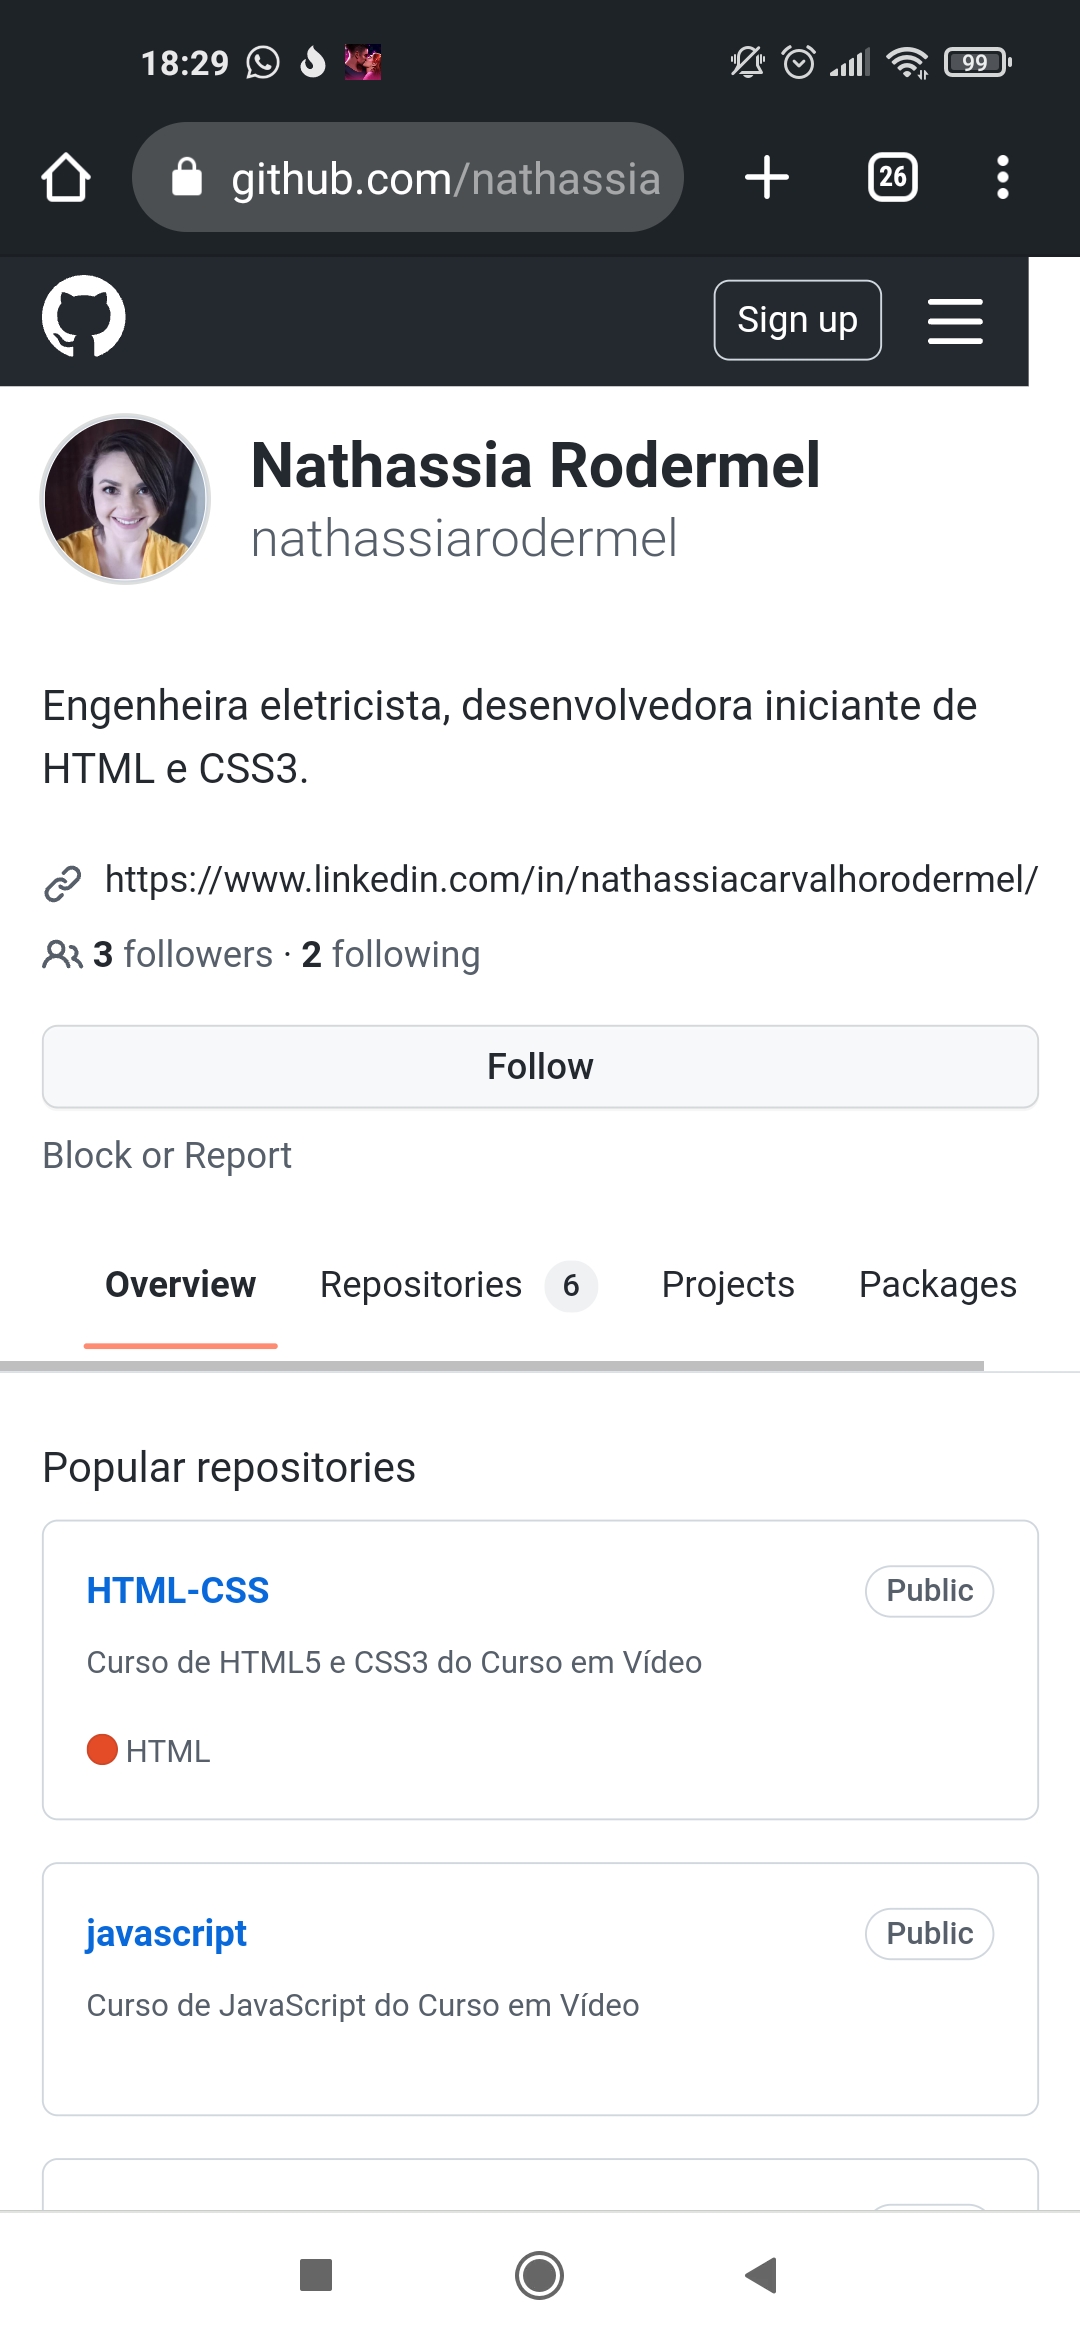 18:29
99
github.com/nathassia
26
Sign up
Nathassia Rodermel
nathassiarodermel
Engenheira eletricista, desenvolvedora iniciante de
HTML e CSS3.
https://www.linkedin.com/in/nathassiacarvalhorodermel/
3 followers · 2 following
Follow
Block or Report
Overview Repositories 6 Projects Packages
Popular repositories
HTML-CSS Public
Curso de HTML5 e CSS3 do Curso em Vídeo
HTML
javascript Public
Curso de JavaScript do Curso em Vídeo